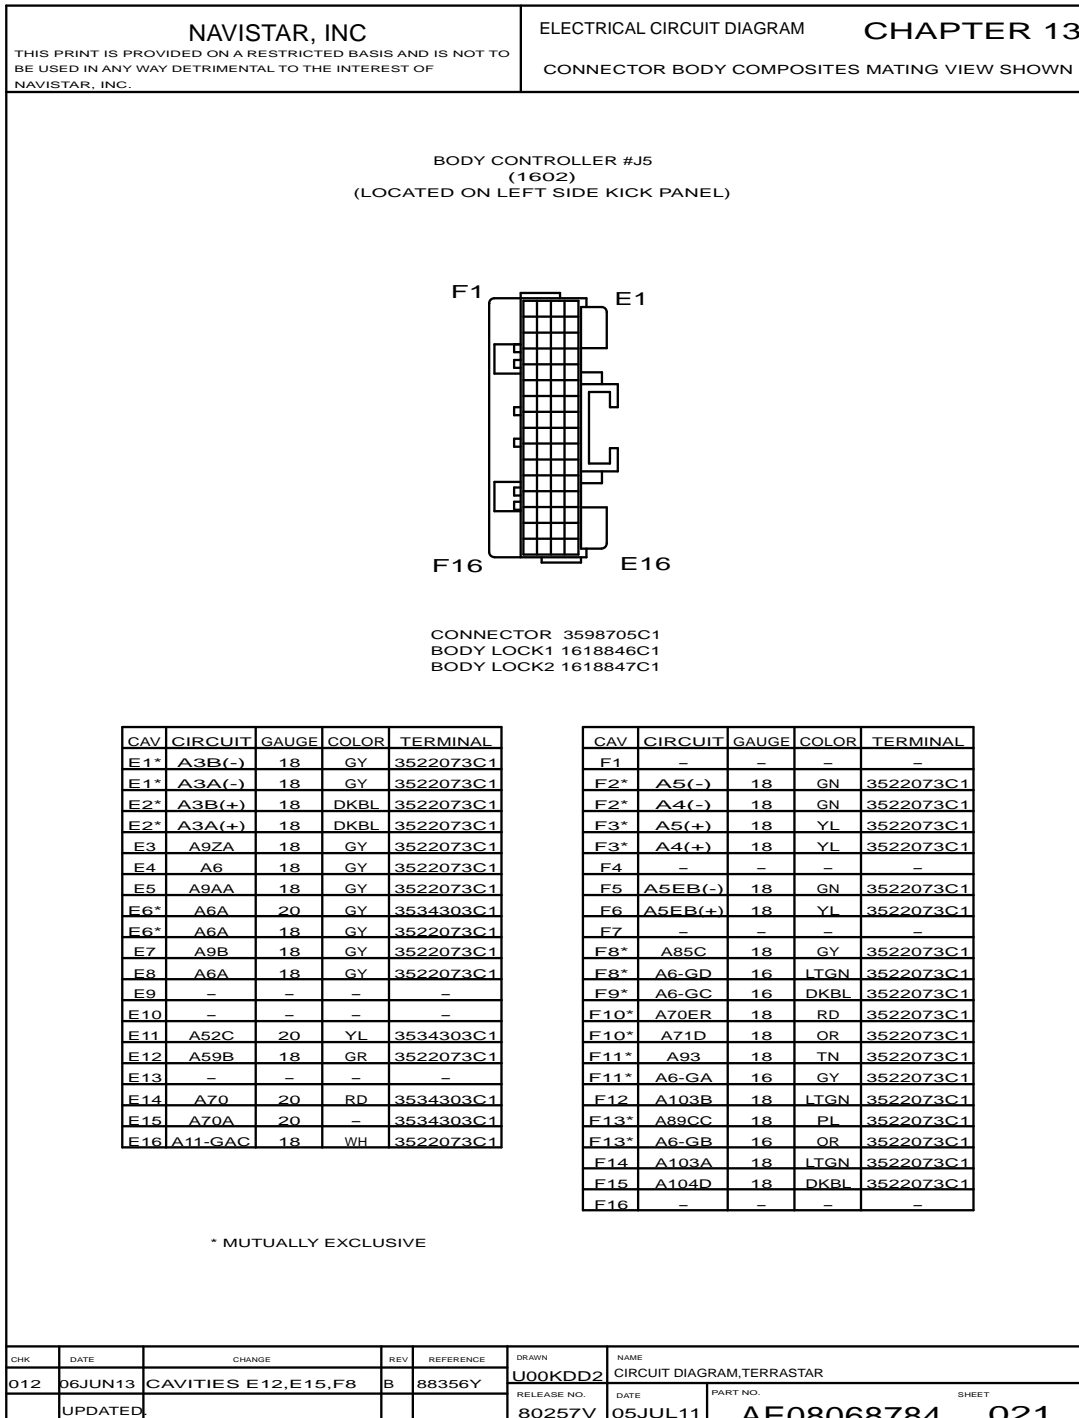 NAVISTAR, INC
THIS PRINT IS PROVIDED ON A RESTRICTED BASIS AND IS NOT TO
BE USED IN ANY WAY DETRIMENTAL TO THE INTEREST OF
NAVISTAR, INC.
ELECTRICAL CIRCUIT DIAGRAM CHAPTER 13
CONNECTOR BODY COMPOSITES MATING VIEW SHOWN
BODY CONTROLLER #J5
(1602)
(LOCATED ON LEFT SIDE KICK PANEL)
F1 E1
F16 E16
CONNECTOR 3598705C1
BODY LOCK1 1618846C1
BODY LOCK2 1618847C1
CAV CIRCUIT GAUGE COLOR TERMINAL
E1* A3B(-) 18 GY 3522073C1
E1* A3A(-) 18 GY 3522073C1
E2* A3B(+) 18 DKBL 3522073C1
E2* A3A(+) 18 DKBL 3522073C1
E3 A9ZA 18 GY 3522073C1
E4 A6 18 GY 3522073C1
E5 A9AA 18 GY 3522073C1
E6* A6A 20 GY 3534303C1
E6* A6A 18 GY 3522073C1
E7 A9B 18 GY 3522073C1
E8 A6A 18 GY 3522073C1
E9 – – – –
E10 – – – –
E11 A52C 20 YL 3534303C1
E12 A59B 18 GR 3522073C1
E13 – – – –
E14 A70 20 RD 3534303C1
E15 A70A 20 – 3534303C1
E16 A11-GAC 18 WH 3522073C1
CAV CIRCUIT GAUGE COLOR TERMINAL
F1 – – – –
F2* A5(-) 18 GN 3522073C1
F2* A4(-) 18 GN 3522073C1
F3* A5(+) 18 YL 3522073C1
F3* A4(+) 18 YL 3522073C1
F4 – – – –
F5 A5EB(-) 18 GN 3522073C1
F6 A5EB(+) 18 YL 3522073C1
F7 – – – –
F8* A85C 18 GY 3522073C1
F8* A6-GD 16 LTGN 3522073C1
F9* A6-GC 16 DKBL 3522073C1
F10* A70ER 18 RD 3522073C1
F10* A71D 18 OR 3522073C1
F11* A93 18 TN 3522073C1
F11* A6-GA 16 GY 3522073C1
F12 A103B 18 LTGN 3522073C1
F13* A89CC 18 PL 3522073C1
F13* A6-GB 16 OR 3522073C1
F14 A103A 18 LTGN 3522073C1
F15 A104D 18 DKBL 3522073C1
F16 – – – –
* MUTUALLY EXCLUSIVE
CHK DATE CHANGE REV REFERENCE
012 06JUN13 CAVITIES E12,E15,F8 B 88356Y
UPDATED.
DRAWN NAME
U00KDD2 CIRCUIT DIAGRAM,TERRASTAR
RELEASE NO. DATE PART NO. SHEET
80257V 05JUL11 AE08068784 021